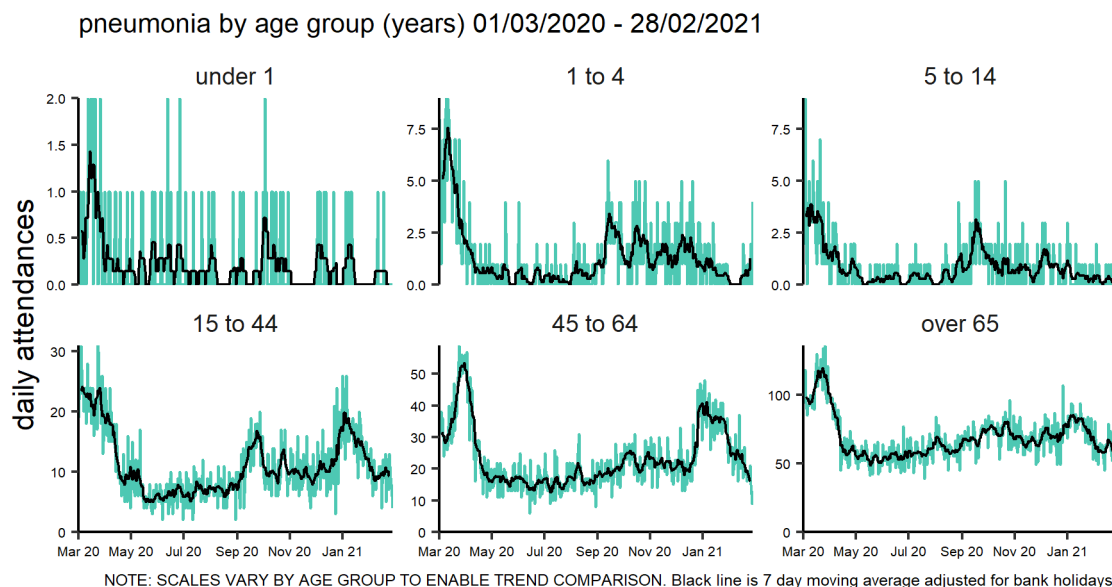 pneumonia by age group (years) 01/03/2020 - 28/02/2021
under 1
1 to 4
5 to 14
2.0
1.5
1.0
0.5
0.0
7.5
5.0
2.5
0.0
7.5
5.0
2.5
0.0
daily attendances
15 to 44
45 to 64
over 65
30
20
10
0
50
40
30
20
10
0
100
50
0
Mar 20 May 20 Jul 20 Sep 20 Nov 20 Jan 21
Mar 20 May 20 Jul 20 Sep 20 Nov 20 Jan 21
Mar 20 May 20 Jul 20 Sep 20 Nov 20 Jan 21
NOTE: SCALES VARY BY AGE GROUP TO ENABLE TREND COMPARISON. Black line is 7 day moving average adjusted for bank holidays